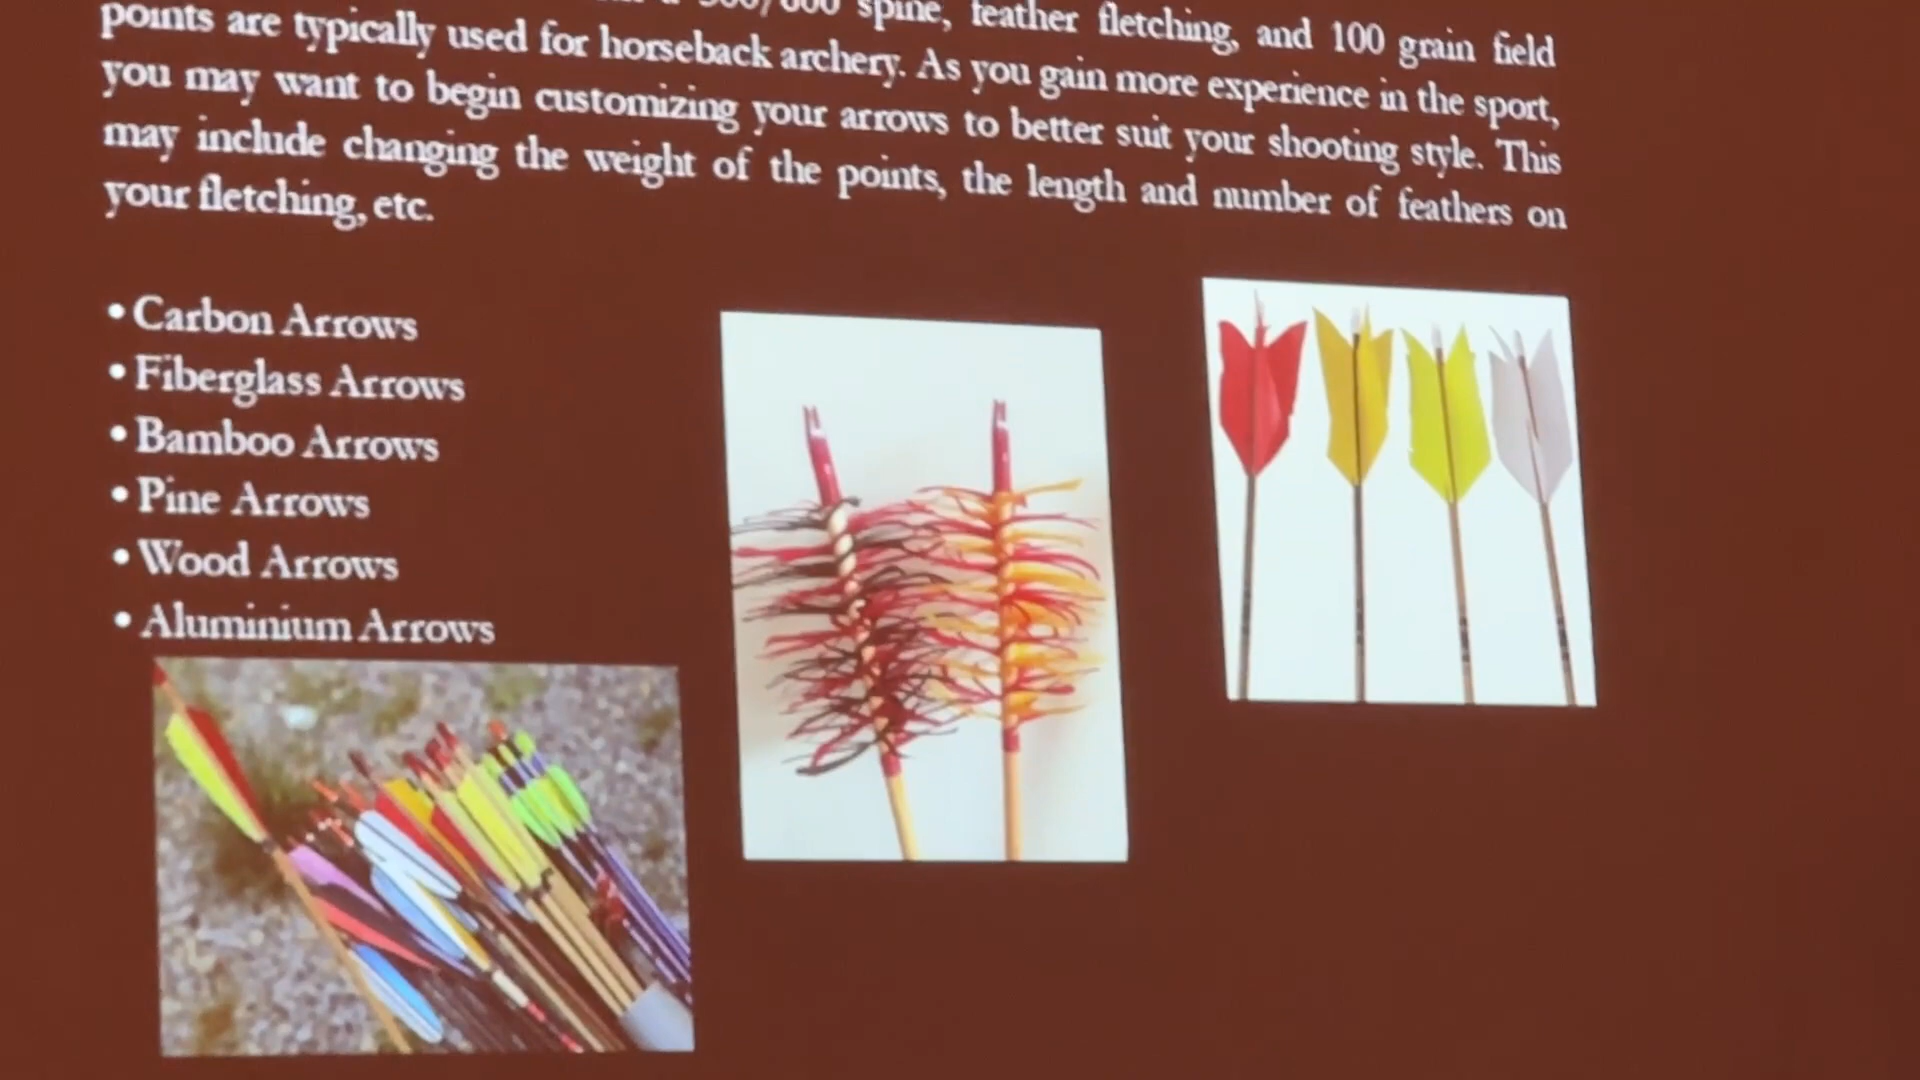 spine, feather fletching, and 100 grain field
points are typically used for horseback archery. As you gain more experience in the sport,
you may want to begin customizing your arrows to better suit your shooting style. This
may include changing the weight of the points, the length and number of feathers on
your fletching, etc.
• Carbon Arrows
• Fiberglass Arrows
• Bamboo Arrows
• Pine Arrows
• Wood Arrows
• Aluminium Arrows